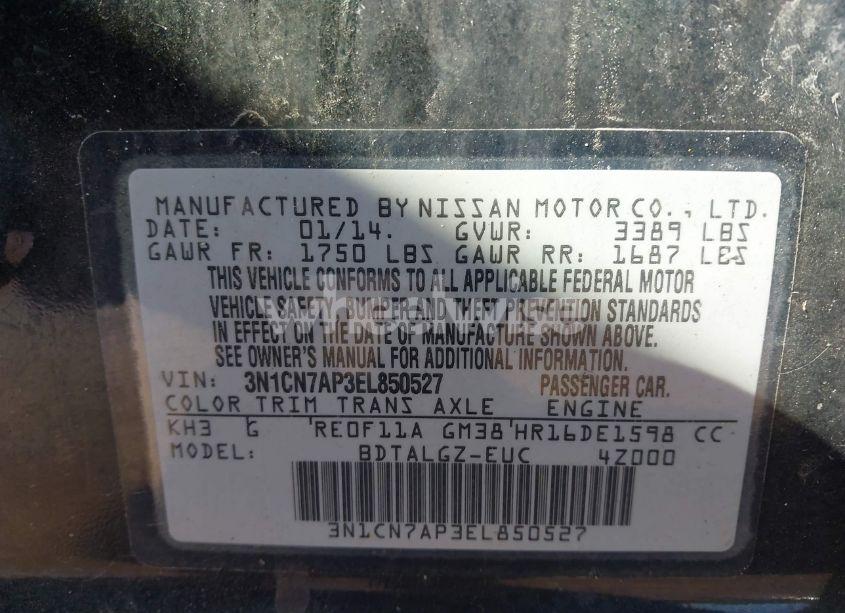 MANUFACTURED BY NISSAN MOTOR CO., LTD.
DATE: 01/14. GVWR: 3389 LBS
GAWR FR: 1750 LBS GAWR RR: 1687 LBS
THIS VEHICLE CONFORMS TO ALL APPLICABLE FEDERAL MOTOR
VEHICLE SAFETY, BUMPER AND THEFT PREVENTION STANDARDS
IN EFFECT ON THE DATE OF MANUFACTURE SHOWN ABOVE.
SEE OWNER'S MANUAL FOR ADDITIONAL INFORMATION.
VIN: 3N1CN7AP3EL850527 PASSENGER CAR.
COLOR TRIM TRANS AXLE ENGINE
KH3 G RE0F11A GM38 HR16DE1598 CC
MODEL: BDTALGZ-EUC 4Z000
3N1CN7AP3EL850527